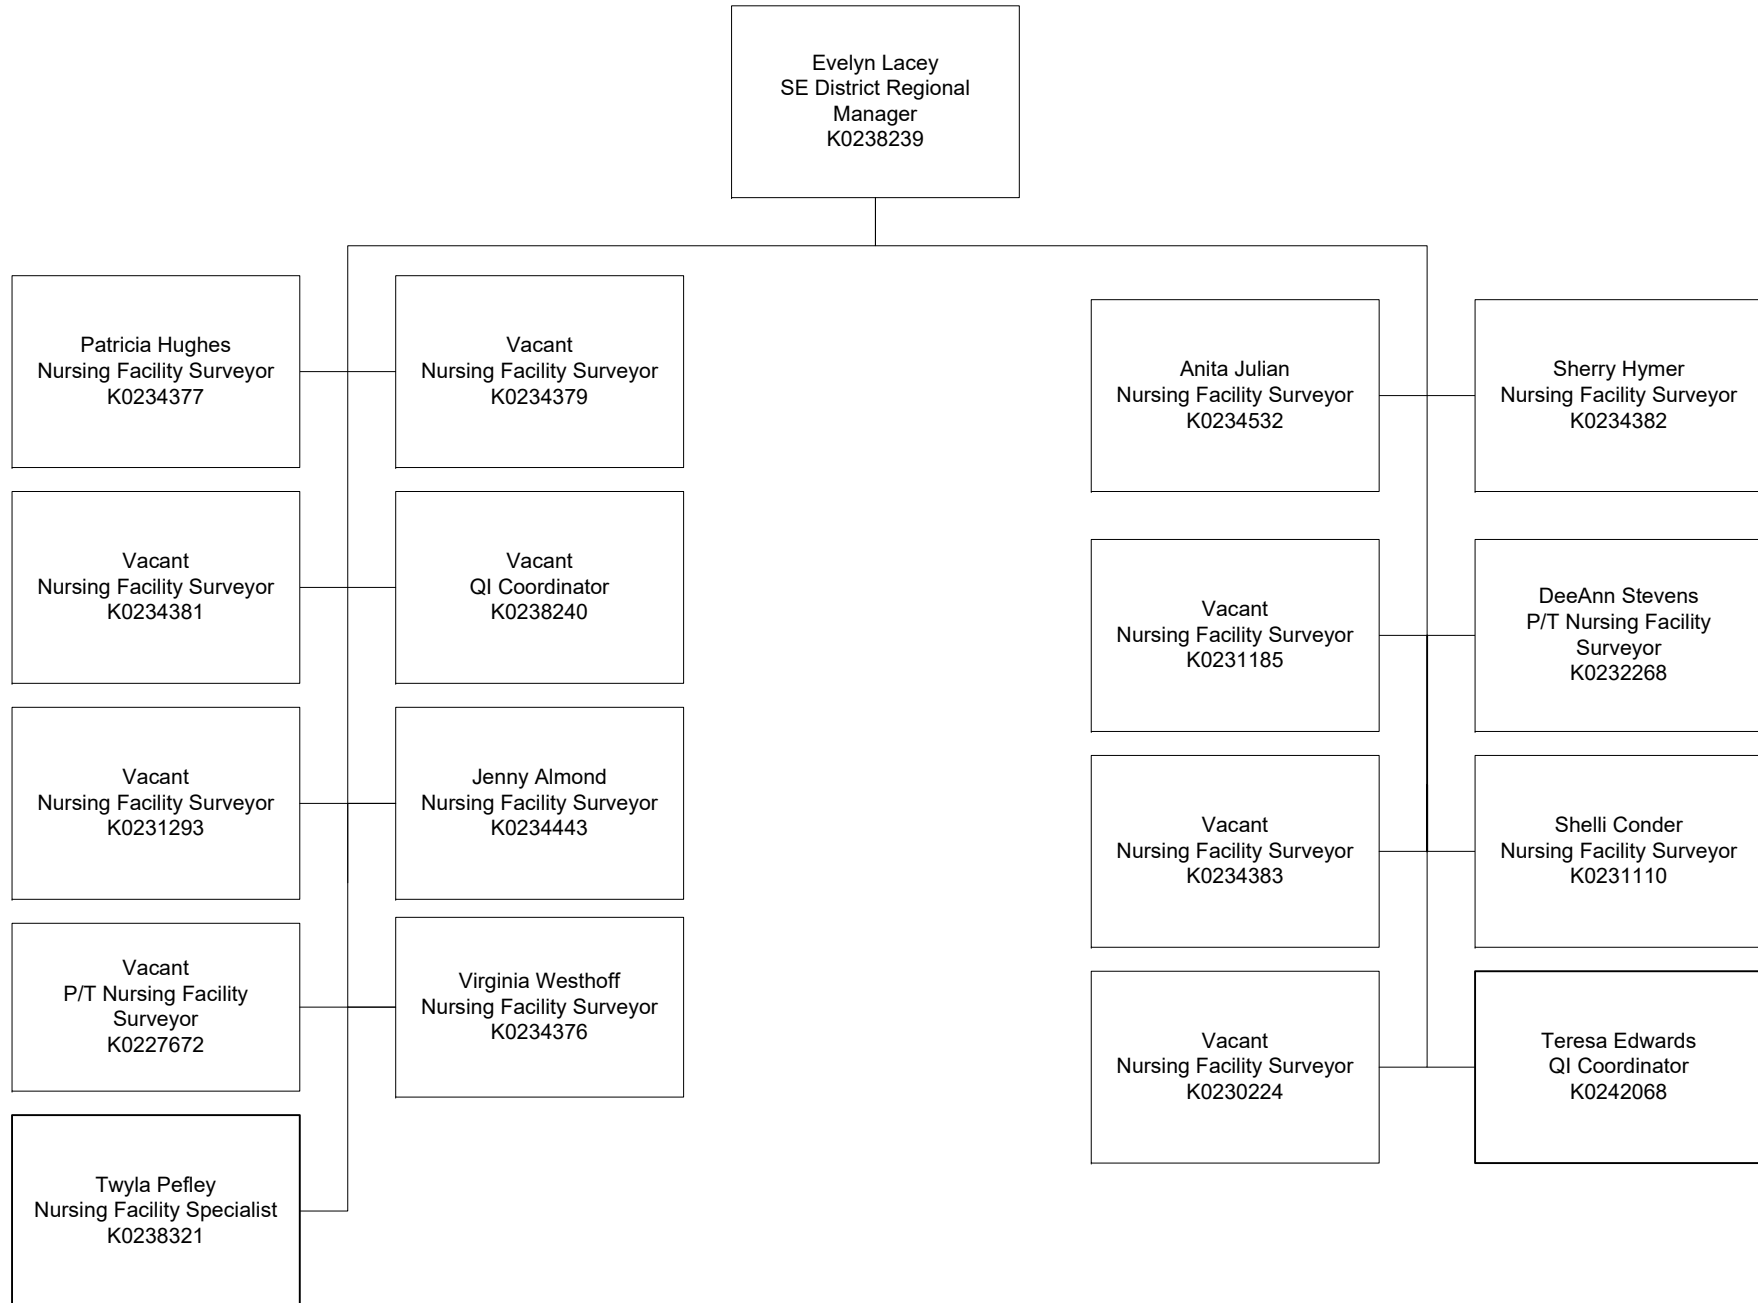 Evelyn Lacey
SE District Regional
Manager
K0238239
Patricia Hughes
Nursing Facility Surveyor
K0234377
Vacant
Nursing Facility Surveyor
K0234379
Anita Julian
Nursing Facility Surveyor
K0234532
Sherry Hymer
Nursing Facility Surveyor
K0234382
Vacant
Nursing Facility Surveyor
K0234381
Vacant
QI Coordinator
K0238240
Vacant
Nursing Facility Surveyor
K0231185
DeeAnn Stevens
P/T Nursing Facility
Surveyor
K0232268
Vacant
Nursing Facility Surveyor
K0231293
Jenny Almond
Nursing Facility Surveyor
K0234443
Vacant
Nursing Facility Surveyor
K0234383
Shelli Conder
Nursing Facility Surveyor
K0231110
Vacant
P/T Nursing Facility
Surveyor
K0227672
Virginia Westhoff
Nursing Facility Surveyor
K0234376
Vacant
Nursing Facility Surveyor
K0230224
Teresa Edwards
QI Coordinator
K0242068
Twyla Pefley
Nursing Facility Specialist
K0238321